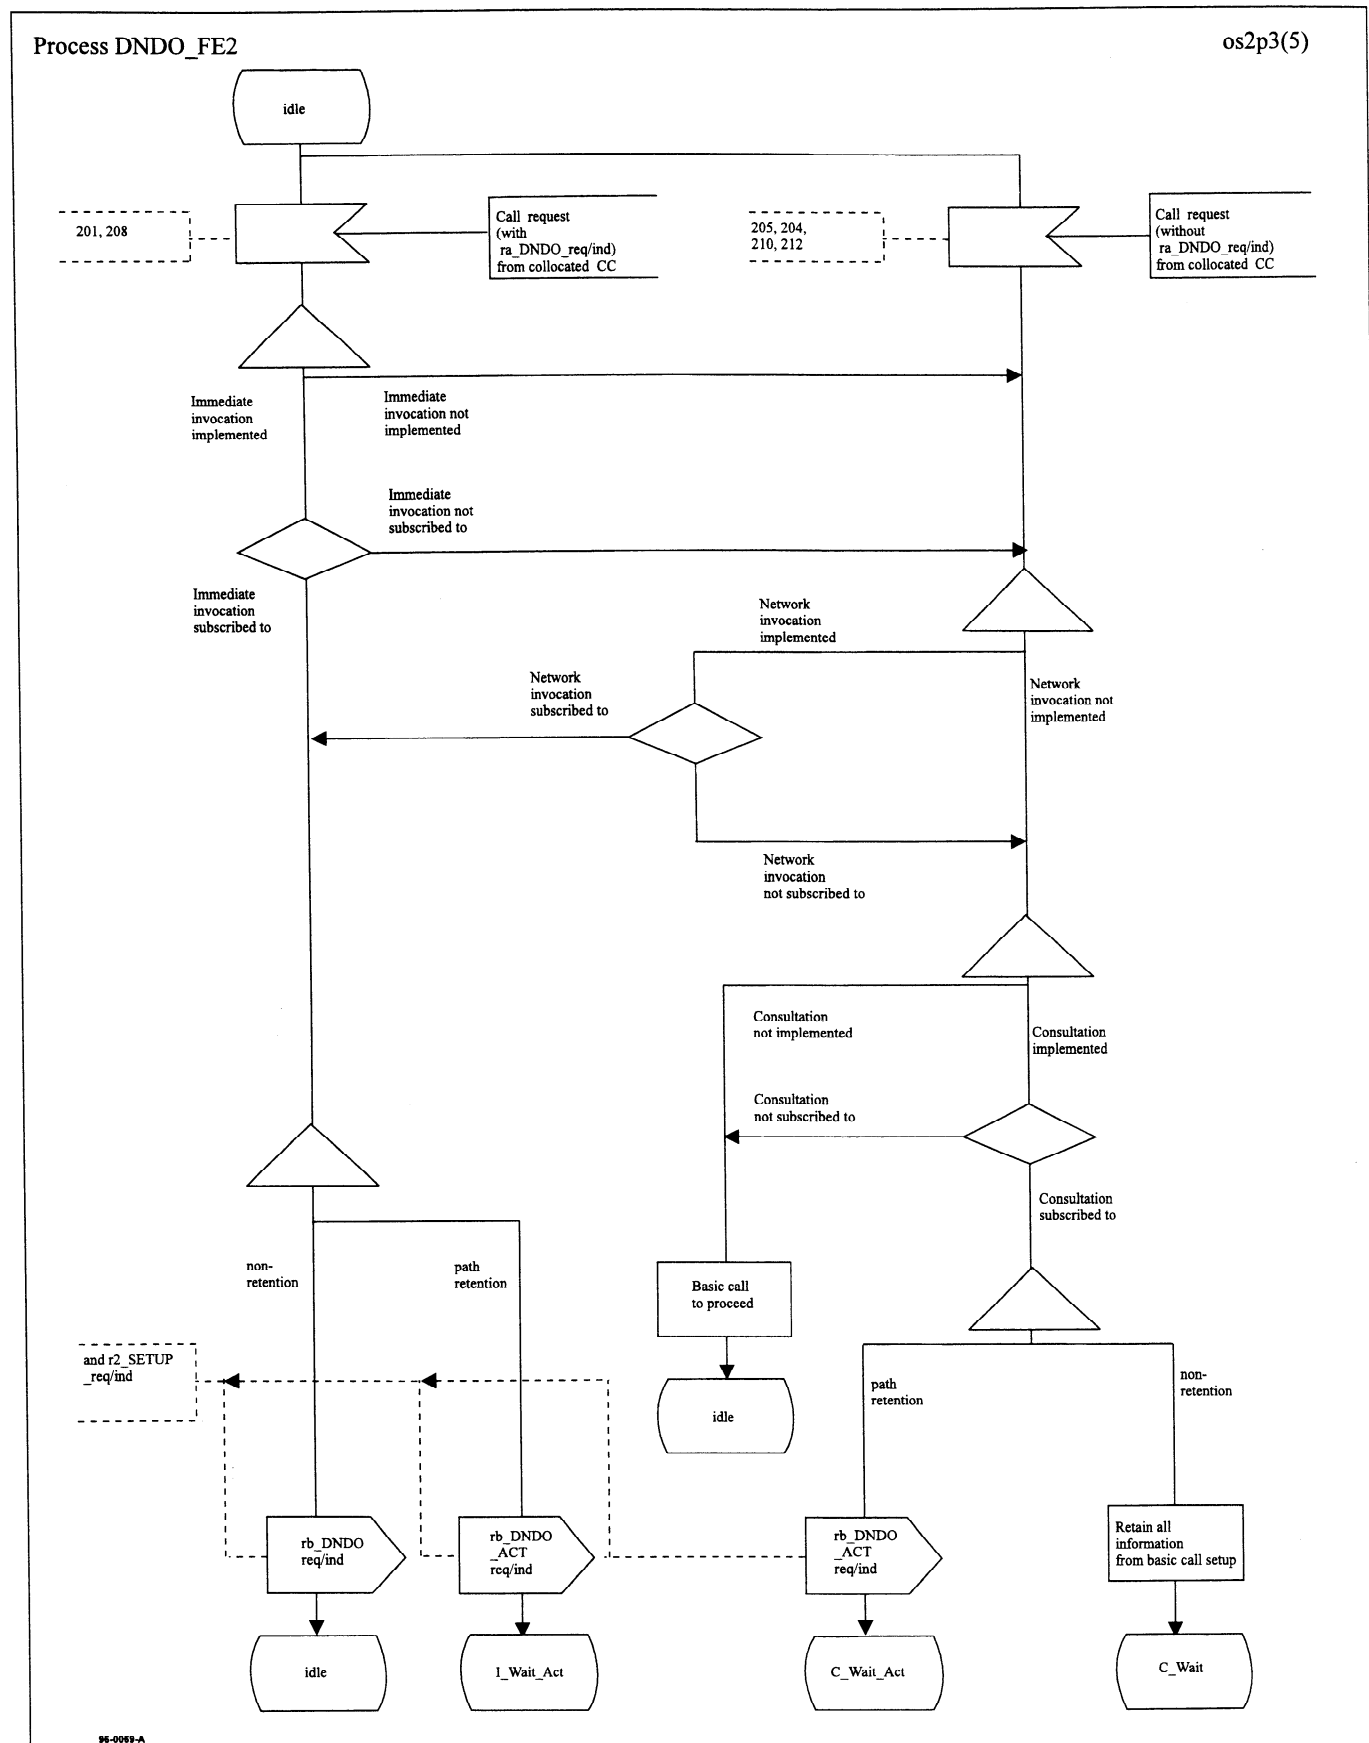 Process DNDO_FE2
os2p3(5)
idle
201, 208
Call request
(with
ra_DNDO_req/ind)
from collocated CC
205, 204,
210, 212
Call request
(without
ra_DNDO_req/ind)
from collocated CC
Immediate
invocation
implemented
Immediate
invocation not
implemented
Immediate
invocation not
subscribed to
Immediate
invocation
subscribed to
Network
invocation
implemented
Network
invocation
subscribed to
Network
invocation not
implemented
Network
invocation
not subscribed to
Consultation
not implemented
Consultation
implemented
Consultation
not subscribed to
Consultation
subscribed to
non-
retention
path
retention
Basic call
to proceed
and r2_SETUP
_req/ind
idle
path
retention
non-
retention
rb_DNDO
req/ind
rb_DNDO
_ACT
req/ind
rb_DNDO
_ACT
req/ind
Retain all
information
from basic call setup
idle
I_Wait_Act
C_Wait_Act
C_Wait
96-0069-A